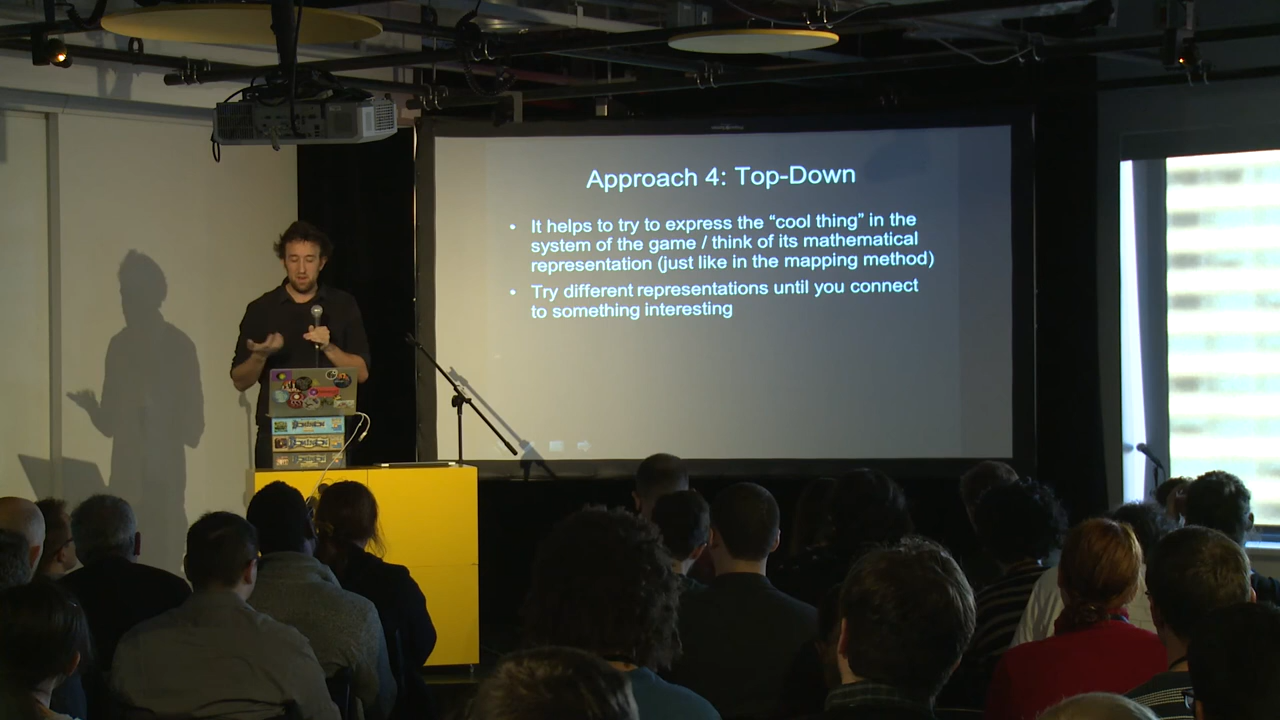 Approach 4: Top-Down
• It helps to try to express the “cool thing” in the
system of the game / think of its mathematical
representation (just like in the mapping method)
• Try different representations until you connect
to something interesting